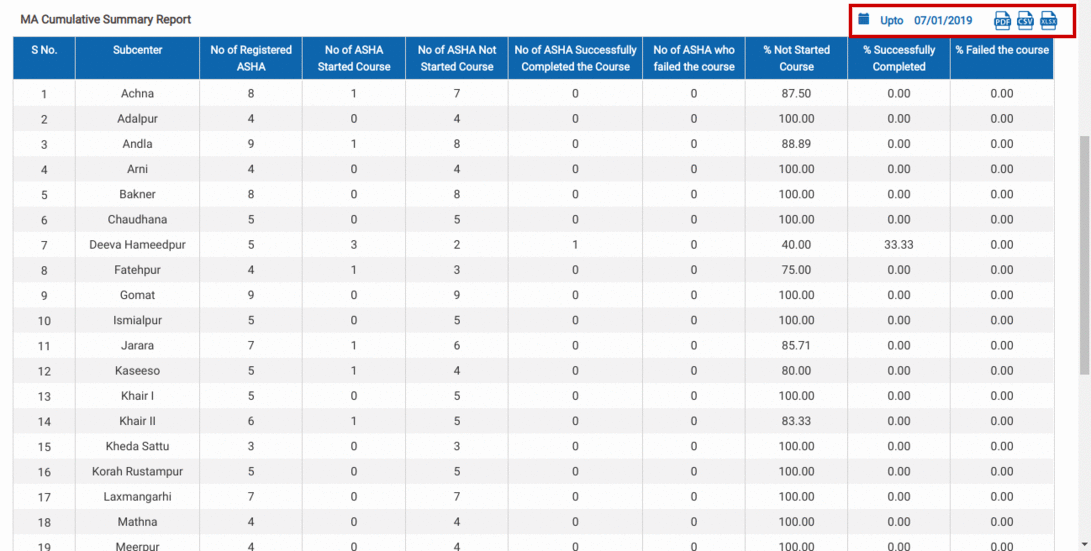 MA Cumulative Summary Report
Upto 07/01/2019 PDF CSV XLSX
S No. Subcenter No of Registered ASHA No of ASHA Started Course No of ASHA Not Started Course No of ASHA Successfully Completed the Course No of ASHA who failed the course % Not Started Course % Successfully Completed % Failed the course
1 Achna 8 1 7 0 0 87.50 0.00 0.00
2 Adalpur 4 0 4 0 0 100.00 0.00 0.00
3 Andla 9 1 8 0 0 88.89 0.00 0.00
4 Arni 4 0 4 0 0 100.00 0.00 0.00
5 Bakner 8 0 8 0 0 100.00 0.00 0.00
6 Chaudhana 5 0 5 0 0 100.00 0.00 0.00
7 Deeva Hameedpur 5 3 2 1 0 40.00 33.33 0.00
8 Fatehpur 4 1 3 0 0 75.00 0.00 0.00
9 Gomat 9 0 9 0 0 100.00 0.00 0.00
10 Ismialpur 5 0 5 0 0 100.00 0.00 0.00
11 Jarara 7 1 6 0 0 85.71 0.00 0.00
12 Kaseeso 5 1 4 0 0 80.00 0.00 0.00
13 Khair I 5 0 5 0 0 100.00 0.00 0.00
14 Khair II 6 1 5 0 0 83.33 0.00 0.00
15 Kheda Sattu 3 0 3 0 0 100.00 0.00 0.00
16 Korah Rustampur 5 0 5 0 0 100.00 0.00 0.00
17 Laxmangarhi 7 0 7 0 0 100.00 0.00 0.00
18 Mathna 4 0 4 0 0 100.00 0.00 0.00
19 Meerpur 4 0 4 0 0 100.00 0.00 0.00